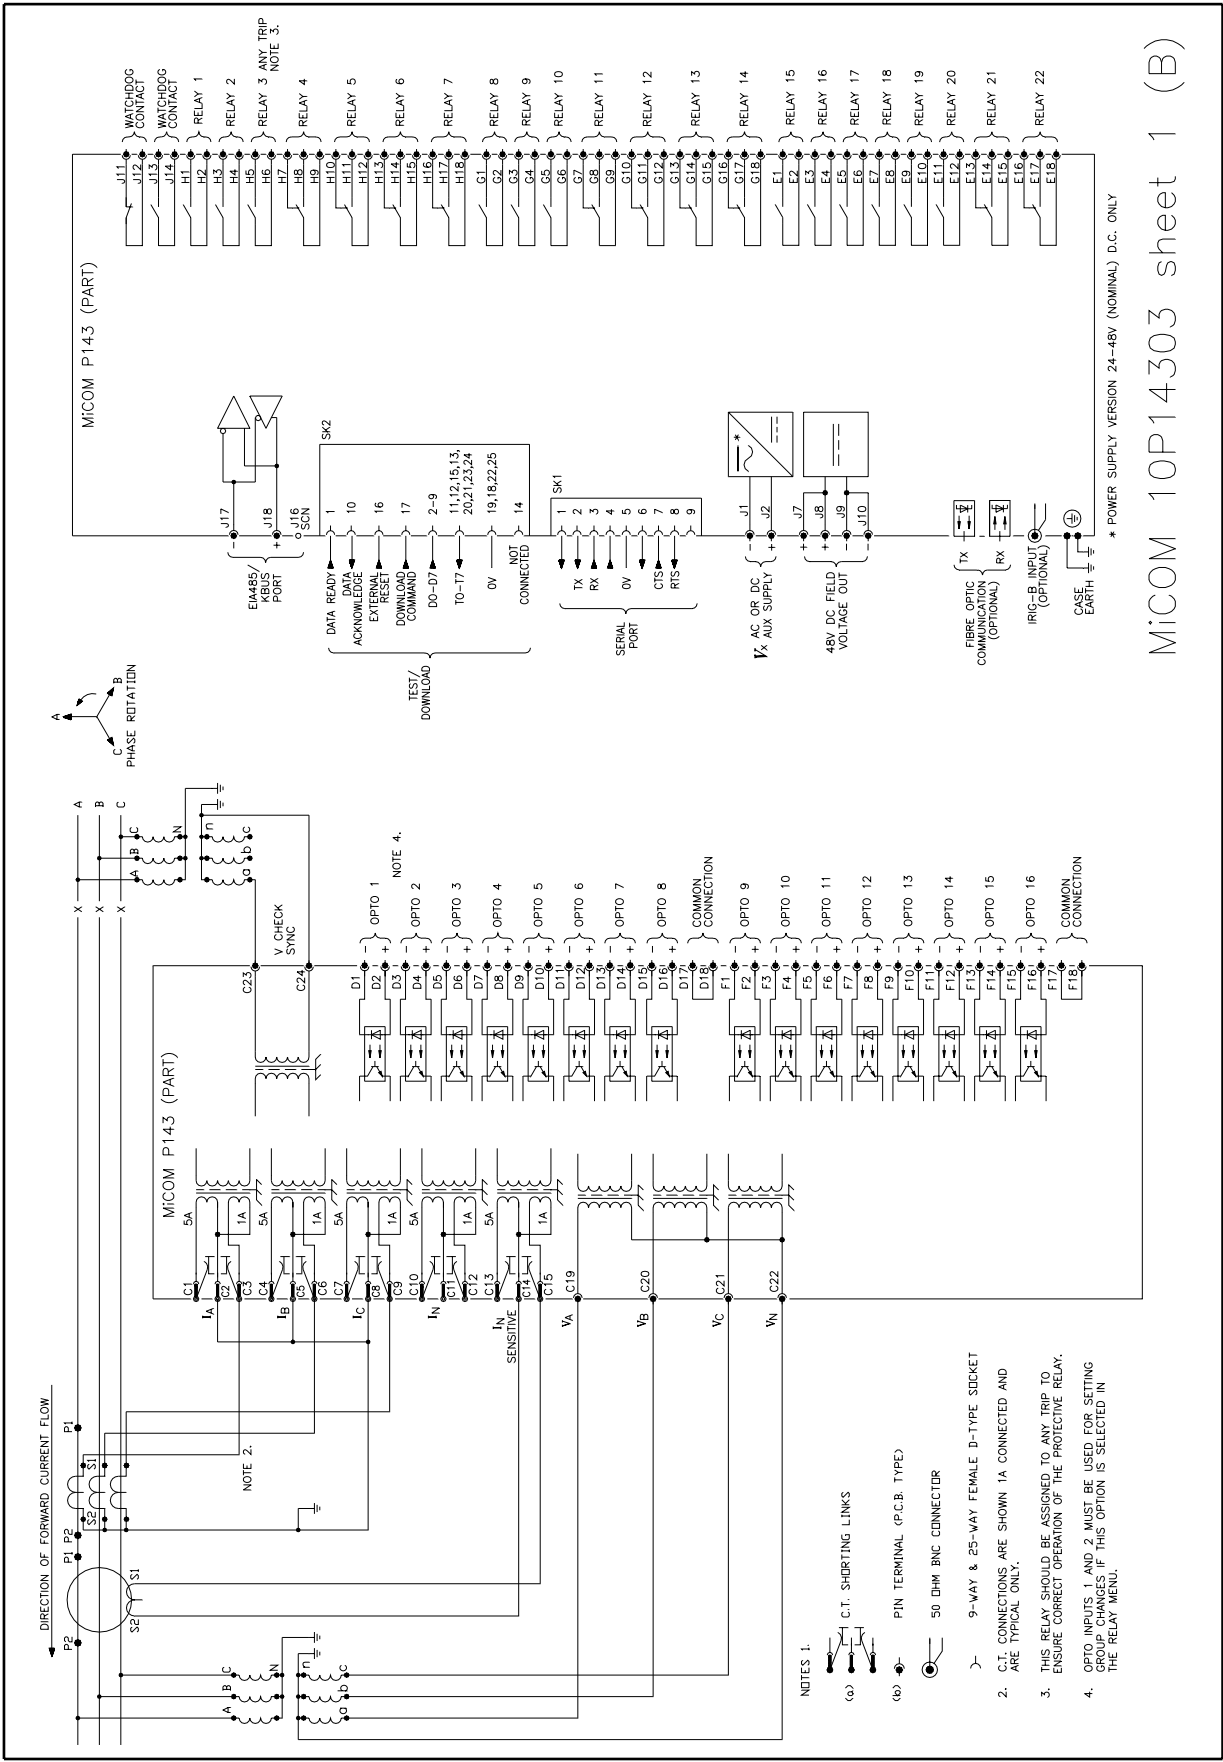 DIRECTION OF FORWARD CURRENT FLOW
P2
P1
P2
P1
S2
S1
S2
S1
A
B
C
N
n
a
b
c
NOTE 2.
MiCOM P143 (PART)
5A
1A
5A
1A
5A
1A
5A
1A
5A
1A
C1
C2
C3
C4
C5
C6
C7
C8
C9
C10
C11
C12
C13
C14
C15
C19
C20
C21
C22
IA
IB
IC
IN
IN
SENSITIVE
VA
VB
VC
VN
X
X
X
A
B
C
A
B
C
N
n
a
b
c
C23
C24
V CHECK
SYNC
D1
D2
D3
D4
D5
D6
D7
D8
D9
D10
D11
D12
D13
D14
D15
D16
D17
D18
F1
F2
F3
F4
F5
F6
F7
F8
F9
F10
F11
F12
F13
F14
F15
F16
F17
F18
- + OPTO 1
NOTE 4.
- + OPTO 2
- + OPTO 3
- + OPTO 4
- + OPTO 5
- + OPTO 6
- + OPTO 7
- + OPTO 8
COMMON
CONNECTION
- + OPTO 9
- + OPTO 10
- + OPTO 11
- + OPTO 12
- + OPTO 13
- + OPTO 14
- + OPTO 15
- + OPTO 16
COMMON
CONNECTION
A
B
C
PHASE ROTATION
MiCOM P143 (PART)
EIA485/
KBUS
PORT
-
+
J17
J18
J16
SCN
SK2
TEST/
DOWNLOAD
DATA READY 1
DATA
ACKNOWLEDGE 10
EXTERNAL
RESET 16
DOWNLOAD
COMMAND 17
DO-D7 2-9
TO-T7 11,12,15,13,
20,21,23,24
0V 19,18,22,25
NOT
CONNECTED 14
SK1
SERIAL
PORT
1
TX 2
RX 3
4
0V 5
6
CTS 7
RTS 8
9
VX AC OR DC
AUX SUPPLY
-
+
J1
J2
*
48V DC FIELD
VOLTAGE OUT
+
+
-
-
J7
J8
J9
J10
FIBRE OPTIC
COMMUNICATION
(OPTIONAL)
TX
RX
IRIG-B INPUT
(OPTIONAL)
CASE
EARTH
J11
J12
J13
J14
H1
H2
H3
H4
H5
H6
H7
H8
H9
H10
H11
H12
H13
H14
H15
H16
H17
H18
G1
G2
G3
G4
G5
G6
G7
G8
G9
G10
G11
G12
G13
G14
G15
G16
G17
G18
E1
E2
E3
E4
E5
E6
E7
E8
E9
E10
E11
E12
E13
E14
E15
E16
E17
E18
WATCHDOG
CONTACT
WATCHDOG
CONTACT
RELAY 1
RELAY 2
RELAY 3 ANY TRIP
NOTE 3.
RELAY 4
RELAY 5
RELAY 6
RELAY 7
RELAY 8
RELAY 9
RELAY 10
RELAY 11
RELAY 12
RELAY 13
RELAY 14
RELAY 15
RELAY 16
RELAY 17
RELAY 18
RELAY 19
RELAY 20
RELAY 21
RELAY 22
* POWER SUPPLY VERSION 24-48V (NOMINAL) D.C. ONLY
NOTES 1.
(a) C.T. SHORTING LINKS
(b) PIN TERMINAL (P.C.B. TYPE)
50 OHM BNC CONNECTOR
9-WAY & 25-WAY FEMALE D-TYPE SOCKET
2. C.T. CONNECTIONS ARE SHOWN 1A CONNECTED AND
ARE TYPICAL ONLY.
3. THIS RELAY SHOULD BE ASSIGNED TO ANY TRIP TO
ENSURE CORRECT OPERATION OF THE PROTECTIVE RELAY.
4. OPTO INPUTS 1 AND 2 MUST BE USED FOR SETTING
GROUP CHANGES IF THIS OPTION IS SELECTED IN
THE RELAY MENU.
MiCOM 10P14303 sheet 1 (B)